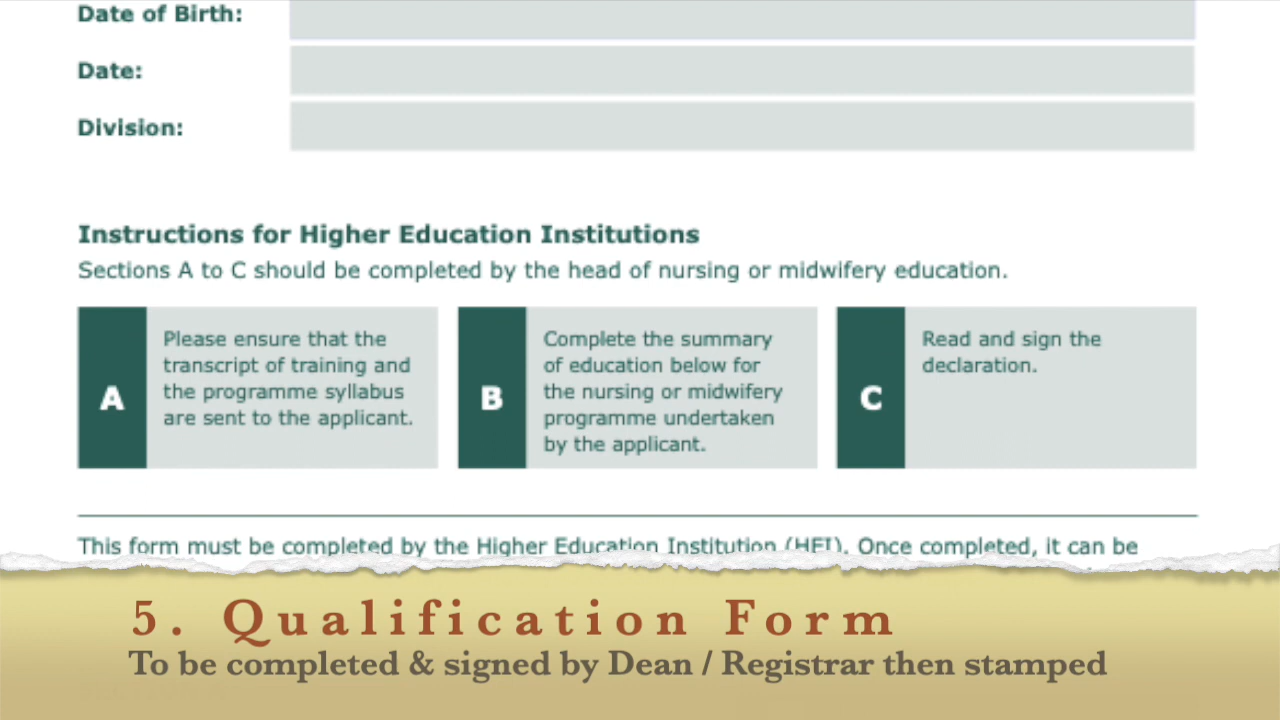 Date of Birth:
Date:
Division:
Instructions for Higher Education Institutions
Sections A to C should be completed by the head of nursing or midwifery education.
A
Please ensure that the
transcript of training and
the programme syllabus
are sent to the applicant.
B
Complete the summary
of education below for
the nursing or midwifery
programme undertaken
by the applicant.
C
Read and sign the
declaration.
This form must be completed by the Higher Education Institution (HEI). Once completed, it can be
5. Qualification Form
To be completed & signed by Dean / Registrar then stamped